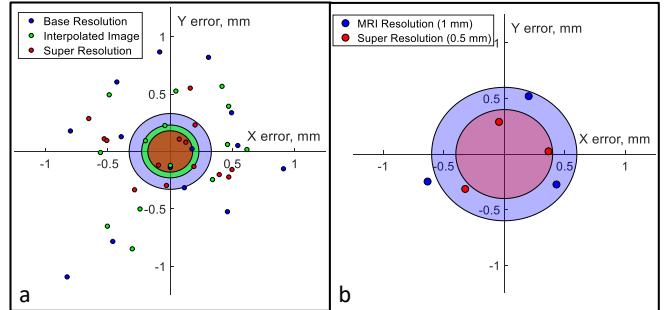 Base Resolution
Interpolated Image
Super Resolution
Y error, mm
1
0.5
X error, mm
-1
-0.5
0.5
1
-0.5
-1
a
MRI Resolution (1 mm)
Super Resolution (0.5 mm)
Y error, mm
1
0.5
X error, mm
-1
-0.5
0.5
1
-0.5
-1
b